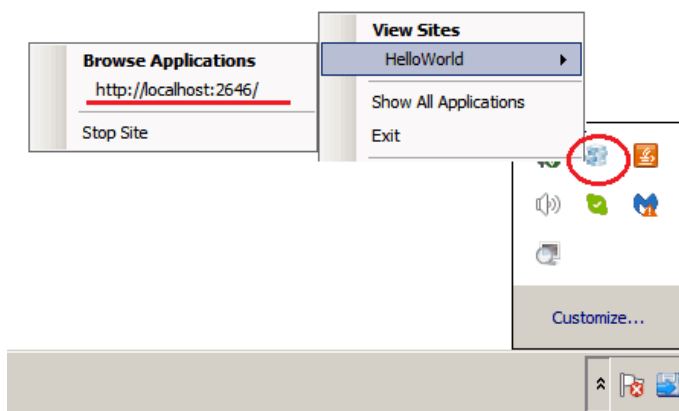 View Sites
HelloWorld
Browse Applications
http://localhost:2646/
Show All Applications
Stop Site
Exit
Customize...